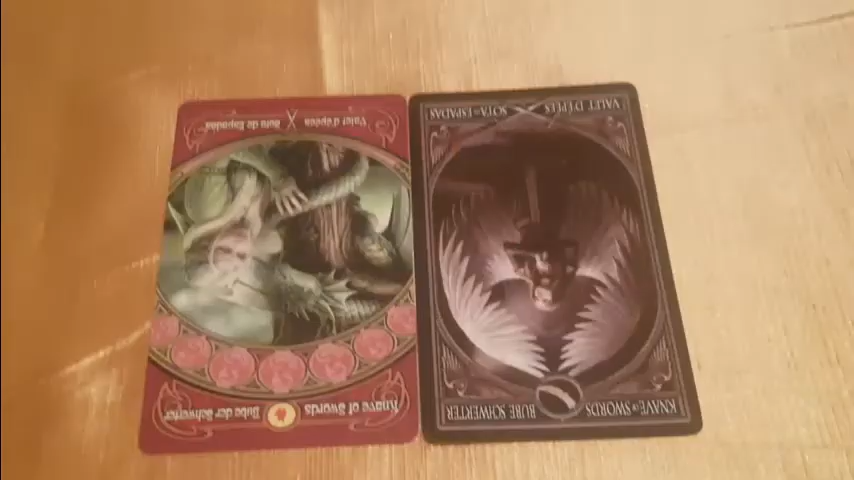 Knave of Swords Bube der Schwerter
Valet d'épées Sota de Espadas
KNAVE OF SWORDS BUBE SCHWERTER
VALET D'ÉPÉES SOTA DE ESPADAS